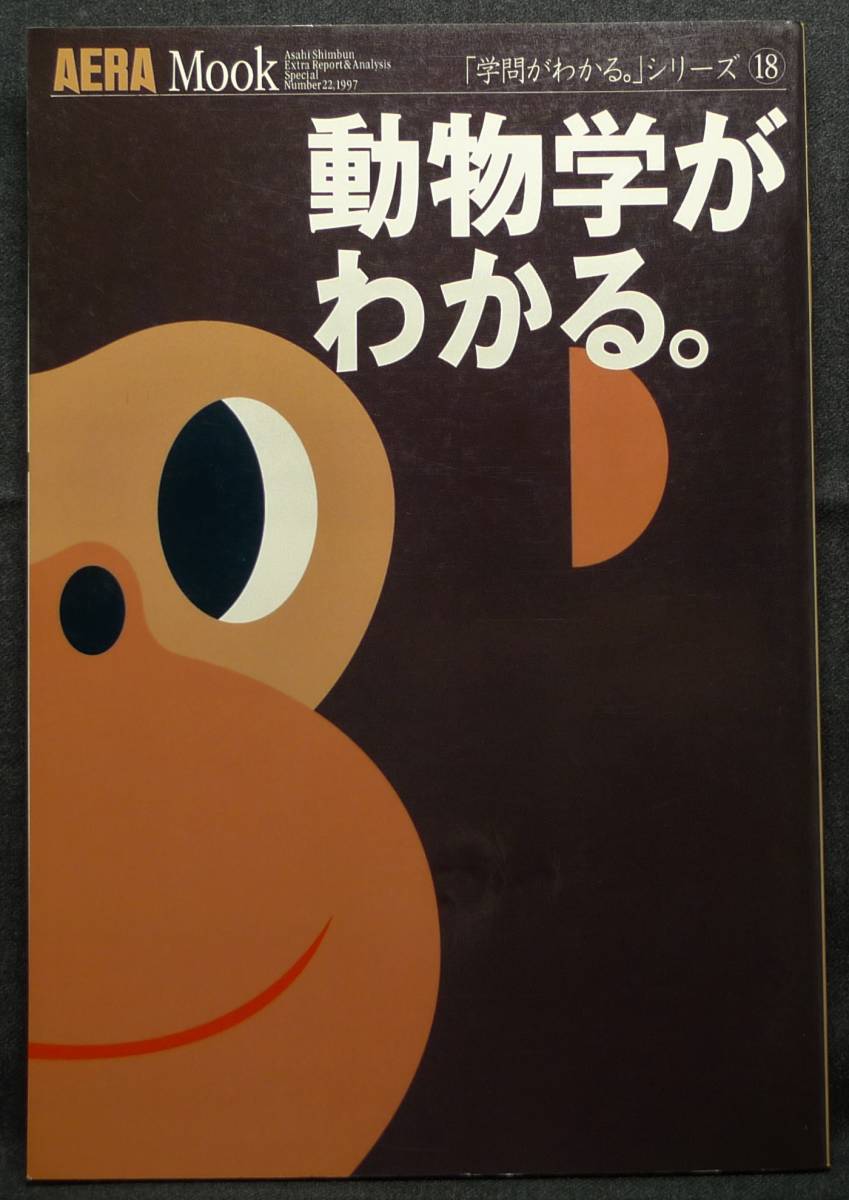 AERA Mook
Asahi Shimbun
Extra Report & Analysis
Special
Number 22, 1997
「学問がわかる。」シリーズ ⑱
動物学が
わかる。